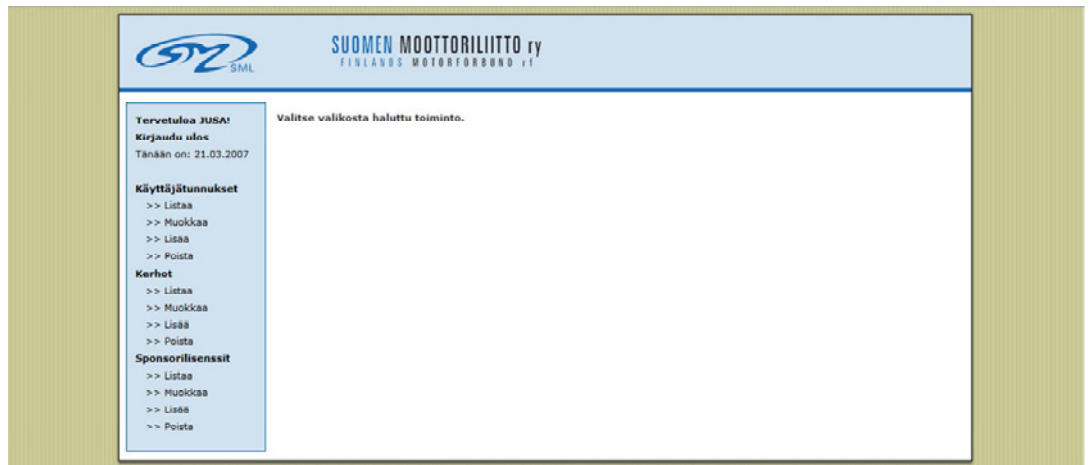 SML
SUOMEN MOOTTORILIITTO ry
FINLANDS MOTORFÖRBUND rf
Tervetuloa JUSA!
Kirjaudu ulos
Tänään on: 21.03.2007
Käyttäjätunnukset
>> Listaa
>> Muokkaa
>> Lisää
>> Poista
Kerhot
>> Listaa
>> Muokkaa
>> Lisää
>> Poista
Sponsorilisenssit
>> Listaa
>> Muokkaa
>> Lisää
>> Poista
Valitse valikosta haluttu toiminto.